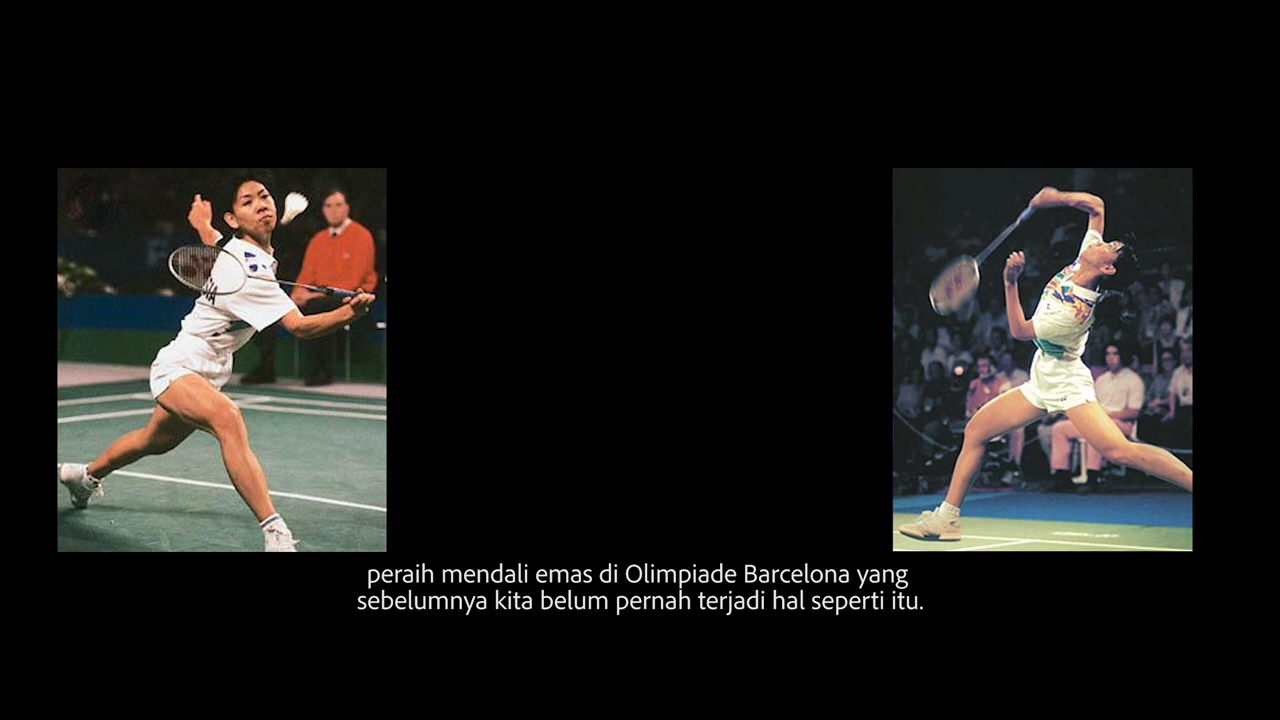 peraih mendali emas di Olimpiade Barcelona yang
sebelumnya kita belum pernah terjadi hal seperti itu.